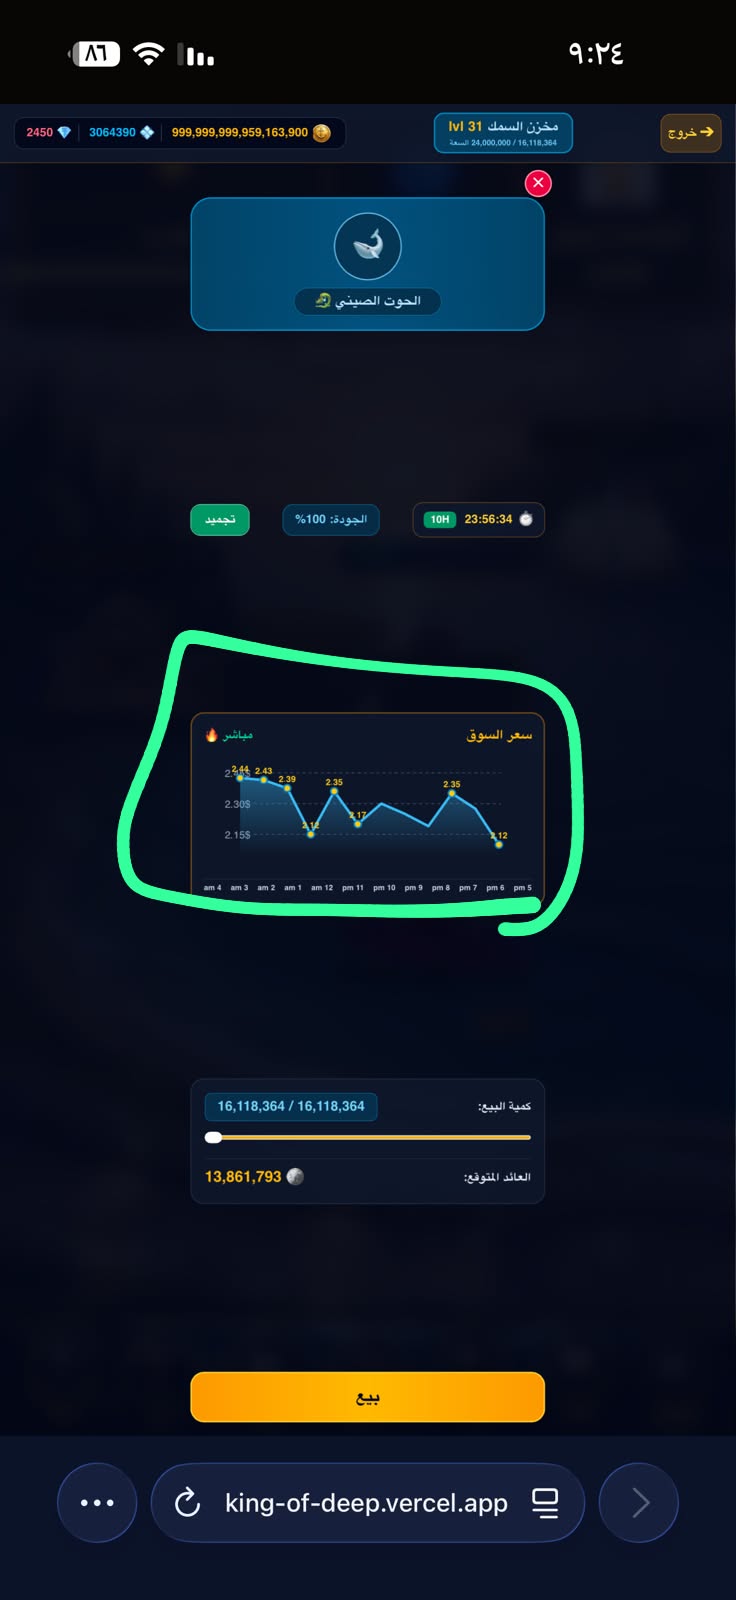 ٩:٢٤
٨٦
خروج ➔
مخزن السمك lvl 31
16,118,364 / 24,000,000 السعة
999,999,999,959,163,900
3064390
2450
الحوت الصيني
23:56:34 10H
الجودة: 100%
تجميد
سعر السوق
مباشر
2.44 2.43 2.39 2.12 2.35 2.17 2.35 2.12
2.30$
2.15$
am 4 am 3 am 2 am 1 am 12 pm 11 pm 10 pm 9 pm 8 pm 7 pm 6 pm 5
كمية البيع:
16,118,364 / 16,118,364
العائد المتوقع:
13,861,793
بيع
king-of-deep.vercel.app